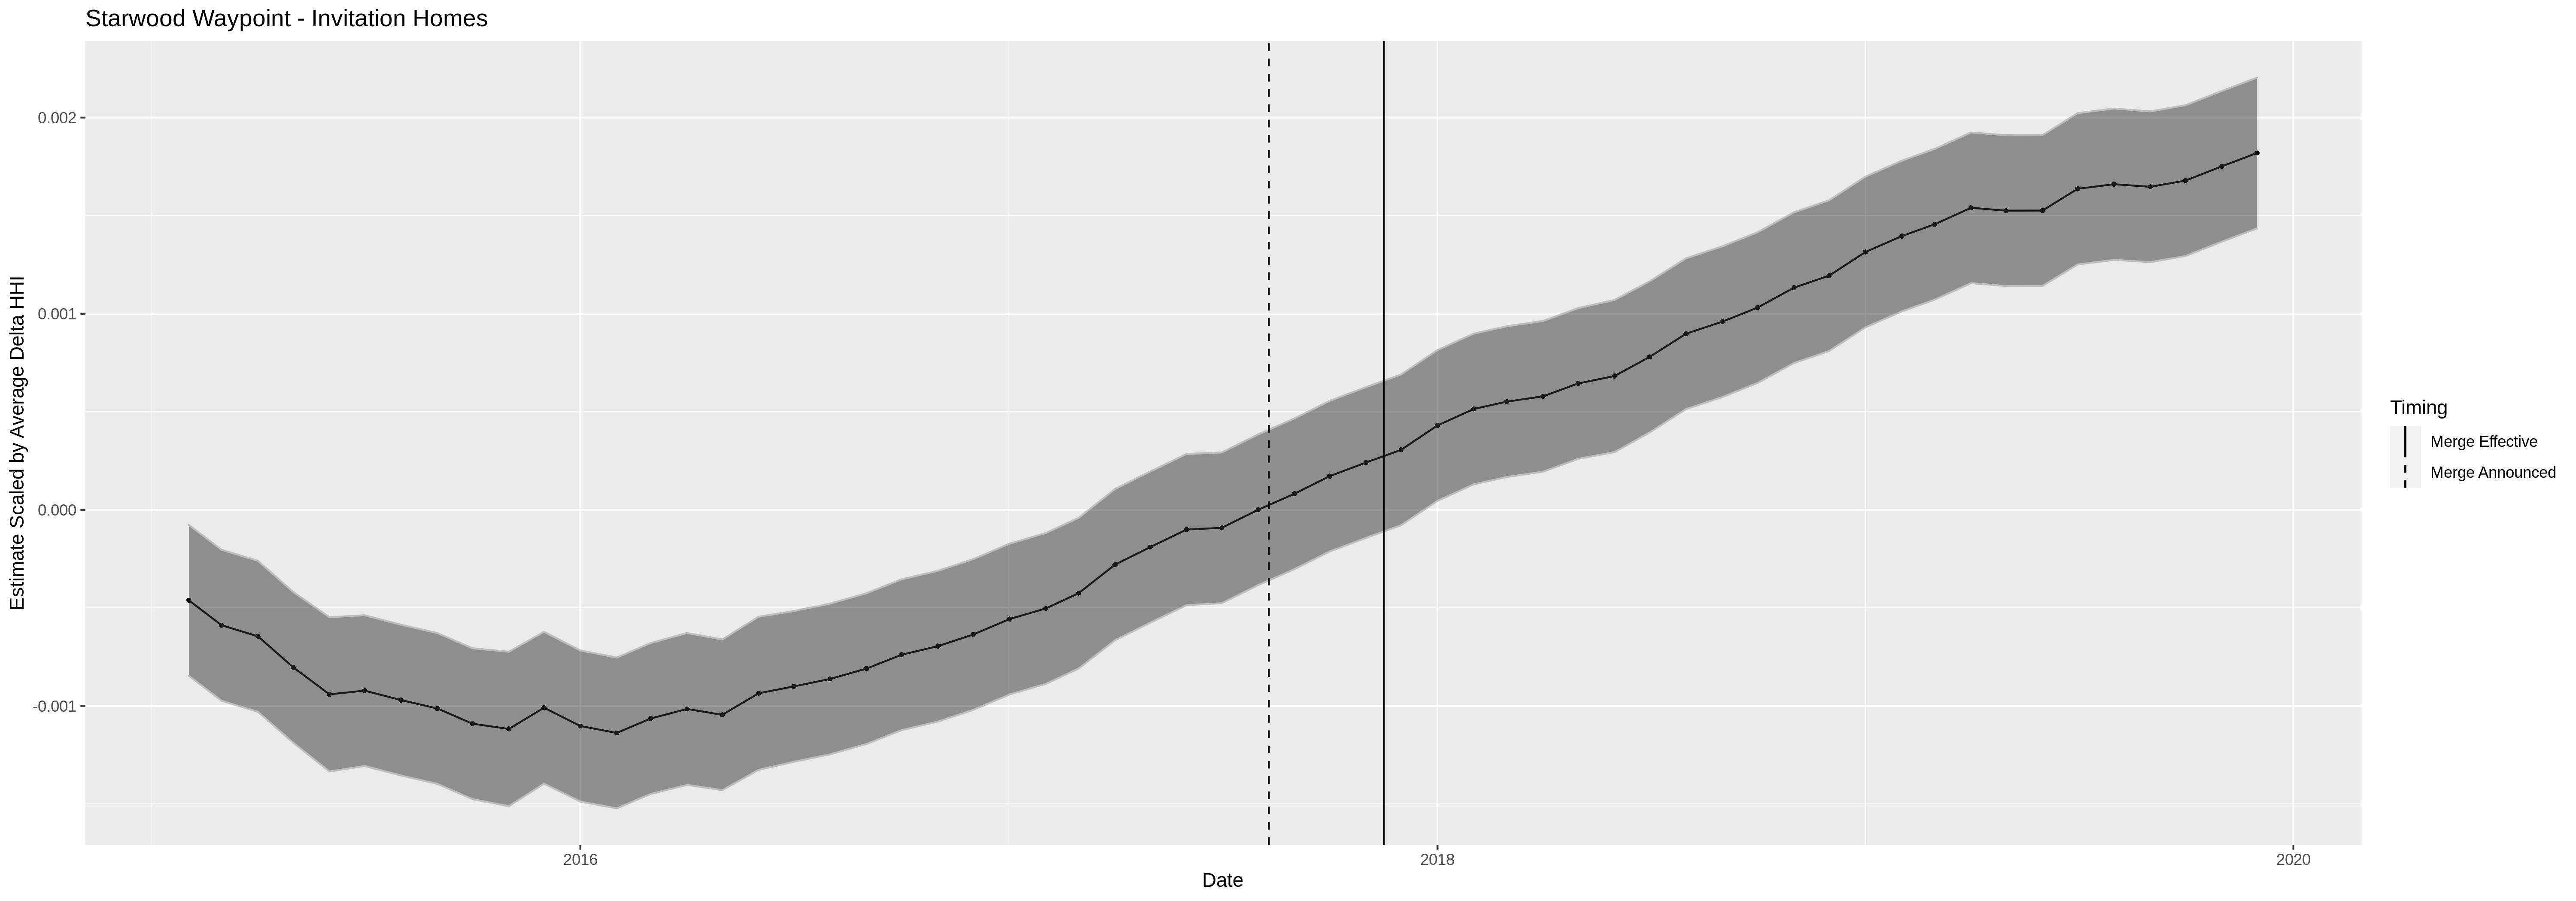 Starwood Waypoint - Invitation Homes
Estimate Scaled by Average Delta HHI
0.002
0.001
0.000
-0.001
2016
2018
2020
Date
Timing
Merge Effective
Merge Announced